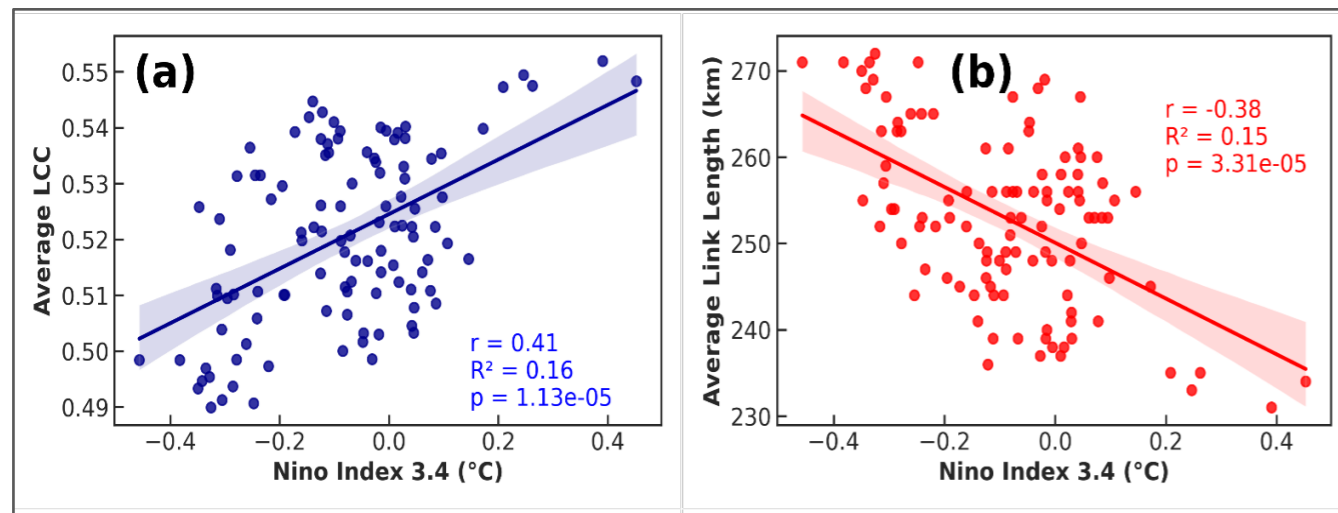 (a)
0.55
0.54
0.53
0.52
0.51
0.50
0.49
Average LCC
r = 0.41
R² = 0.16
p = 1.13e-05
−0.4 −0.2 0.0 0.2 0.4
Nino Index 3.4 (°C)
(b)
270
260
250
240
230
Average Link Length (km)
r = -0.38
R² = 0.15
p = 3.31e-05
−0.4 −0.2 0.0 0.2 0.4
Nino Index 3.4 (°C)